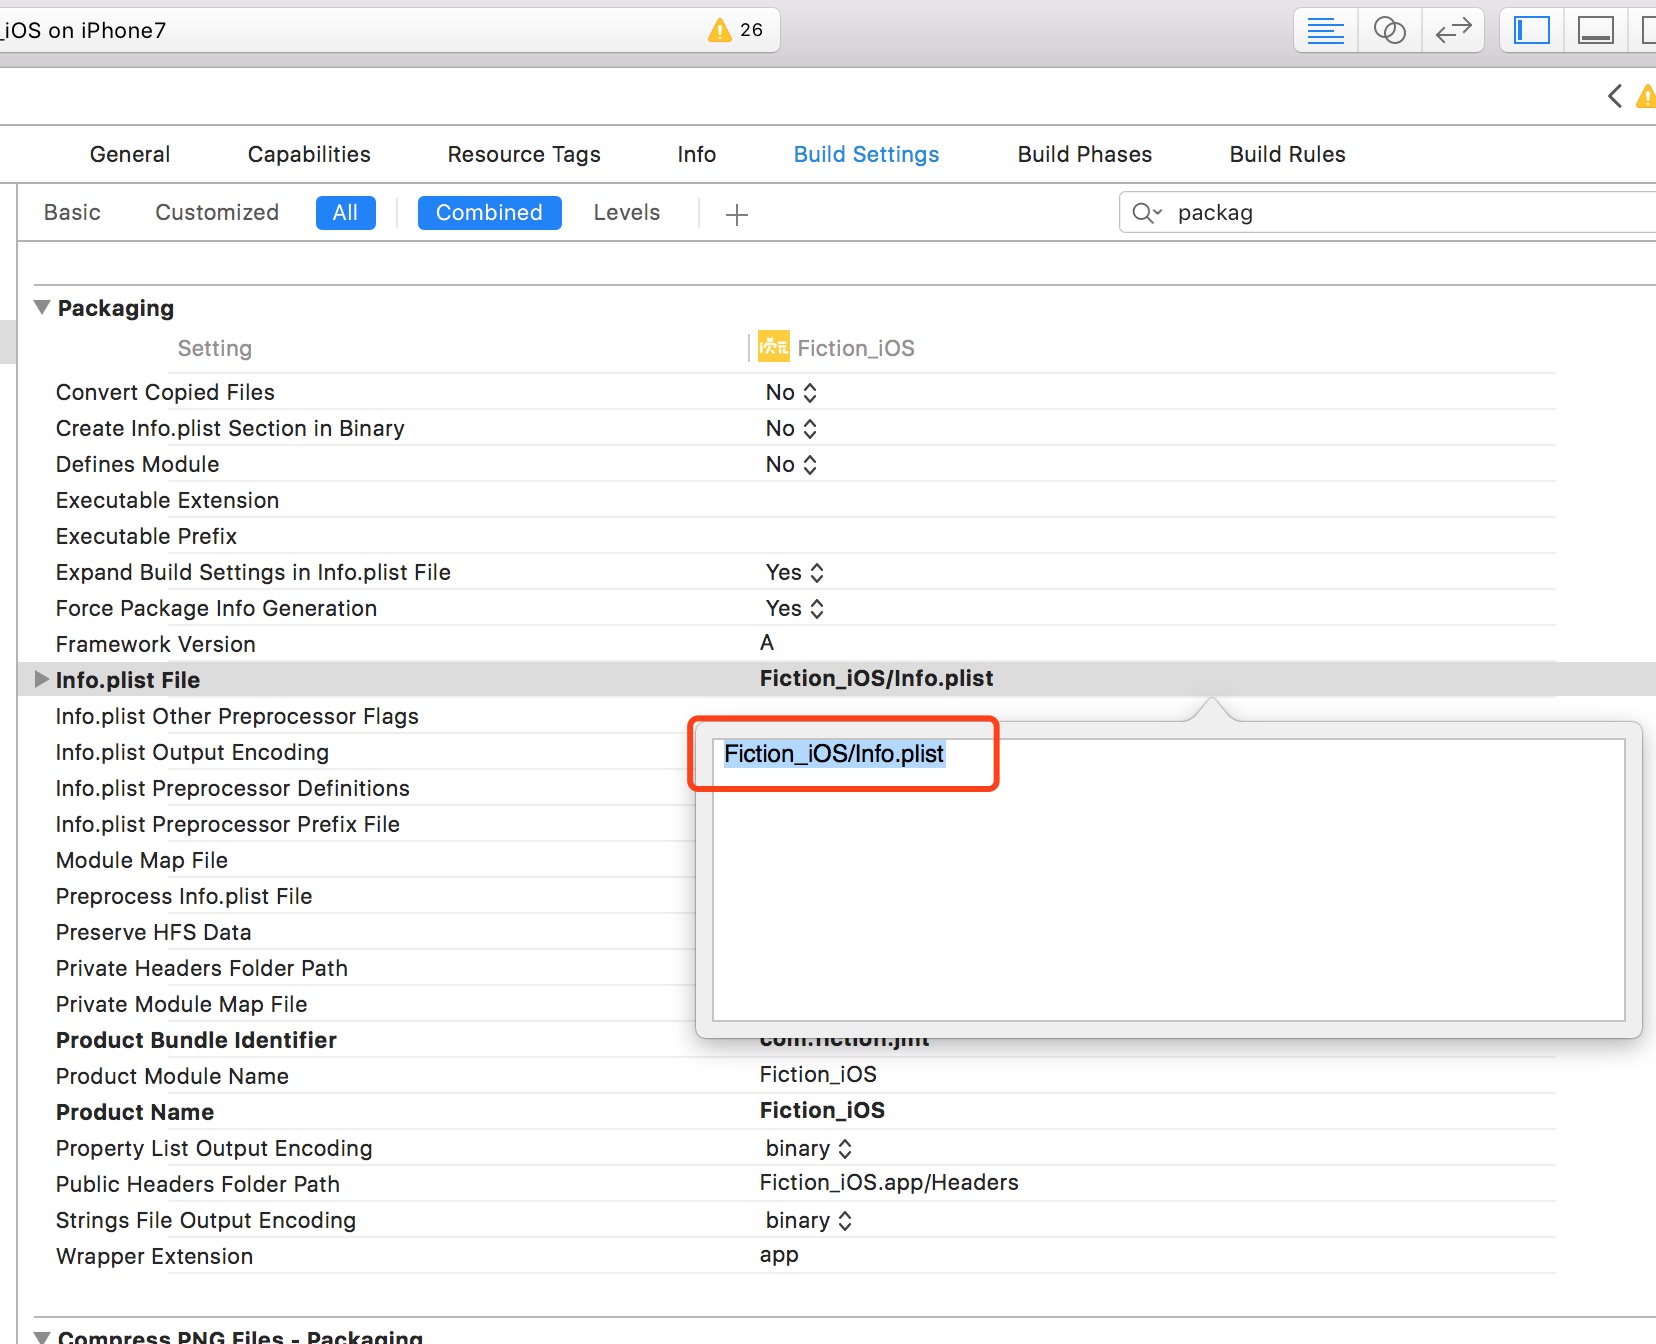 _iOS on iPhone7 26
General Capabilities Resource Tags Info Build Settings Build Phases Build Rules
Basic Customized All Combined Levels packag
Packaging
Setting i次元 Fiction_iOS
Convert Copied Files No
Create Info.plist Section in Binary No
Defines Module No
Executable Extension
Executable Prefix
Expand Build Settings in Info.plist File Yes
Force Package Info Generation Yes
Framework Version A
Info.plist File Fiction_iOS/Info.plist
Info.plist Other Preprocessor Flags
Fiction_iOS/Info.plist
Info.plist Output Encoding
Info.plist Preprocessor Definitions
Info.plist Preprocessor Prefix File
Module Map File
Preprocess Info.plist File
Preserve HFS Data
Private Headers Folder Path
Private Module Map File
Product Bundle Identifier com.fiction.jmt
Product Module Name Fiction_iOS
Product Name Fiction_iOS
Property List Output Encoding binary
Public Headers Folder Path Fiction_iOS.app/Headers
Strings File Output Encoding binary
Wrapper Extension app
Compress PNG Files - Packaging